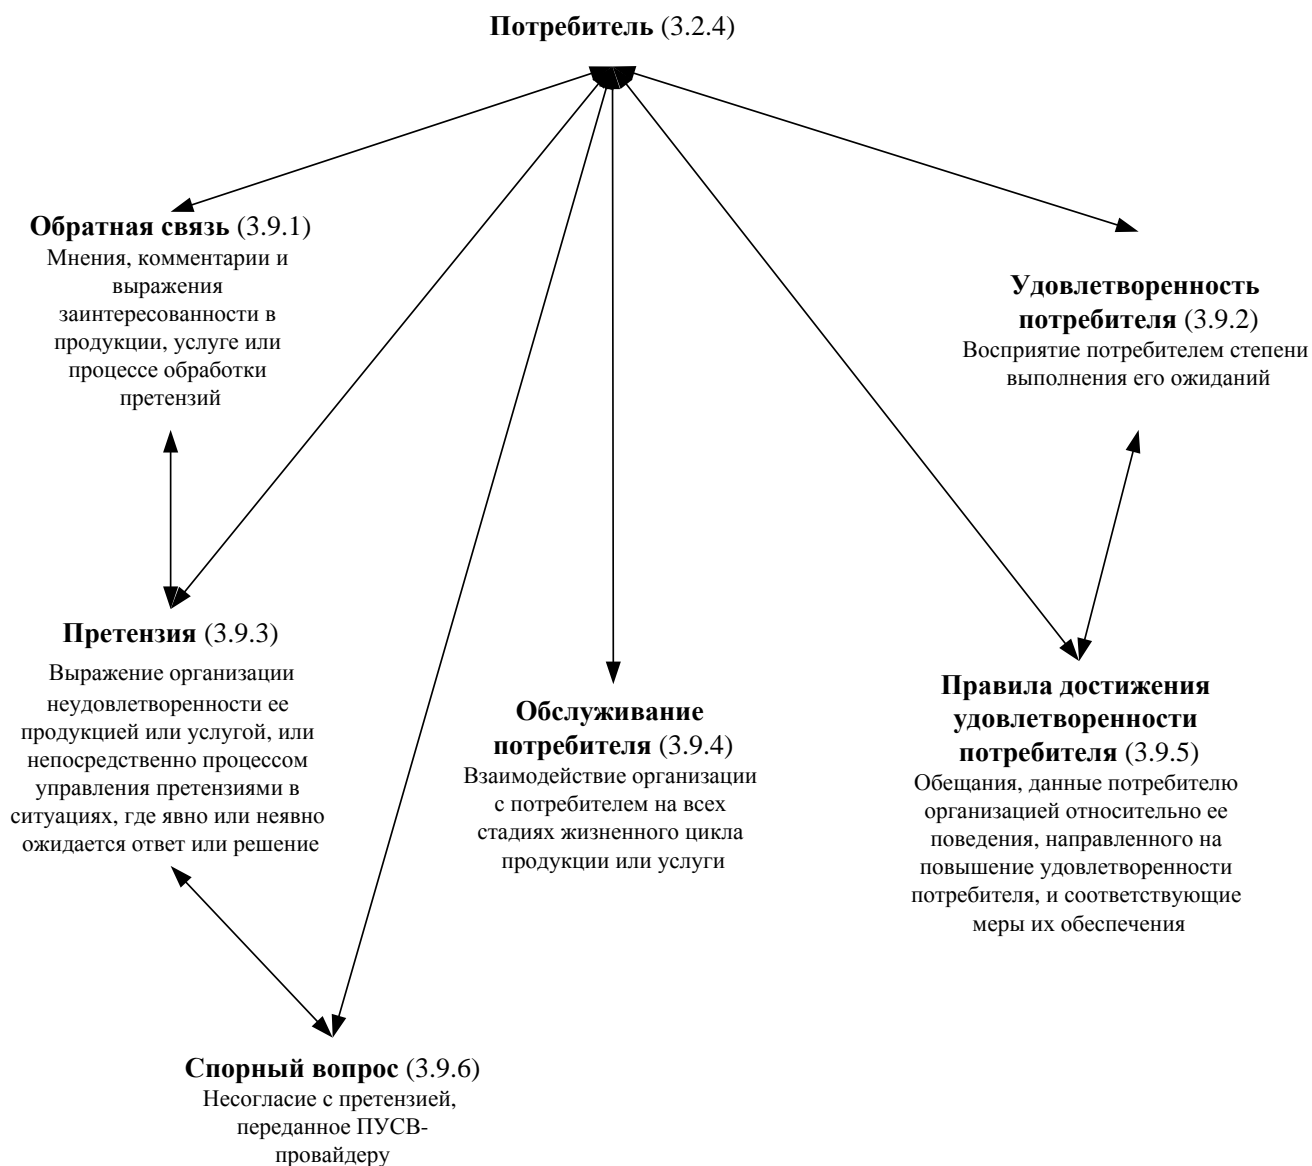 Потребитель (3.2.4)
Обратная связь (3.9.1)
Мнения, комментарии и
выражения
заинтересованности в
продукции, услуге или
процессе обработки
претензий
Удовлетворенность
потребителя (3.9.2)
Восприятие потребителем степени
выполнения его ожиданий
Претензия (3.9.3)
Выражение организации
неудовлетворенности ее
продукцией или услугой, или
непосредственно процессом
управления претензиями в
ситуациях, где явно или неявно
ожидается ответ или решение
Обслуживание
потребителя (3.9.4)
Взаимодействие организации
с потребителем на всех
стадиях жизненного цикла
продукции или услуги
Правила достижения
удовлетворенности
потребителя (3.9.5)
Обещания, данные потребителю
организацией относительно ее
поведения, направленного на
повышение удовлетворенности
потребителя, и соответствующие
меры их обеспечения
Спорный вопрос (3.9.6)
Несогласие с претензией,
переданное ПУСВ-
провайдеру